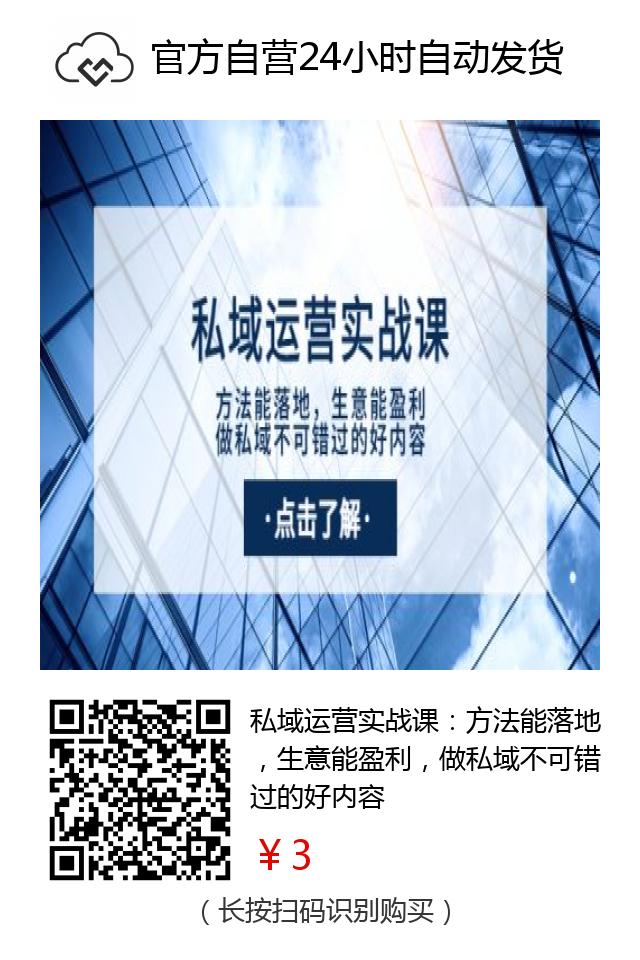 官方自营24小时自动发货
私域运营实战课
方法能落地，生意能盈利
做私域不可错过的好内容
·点击了解·
私域运营实战课：方法能落地
，生意能盈利，做私域不可错
过的好内容
￥3
（长按扫码识别购买）